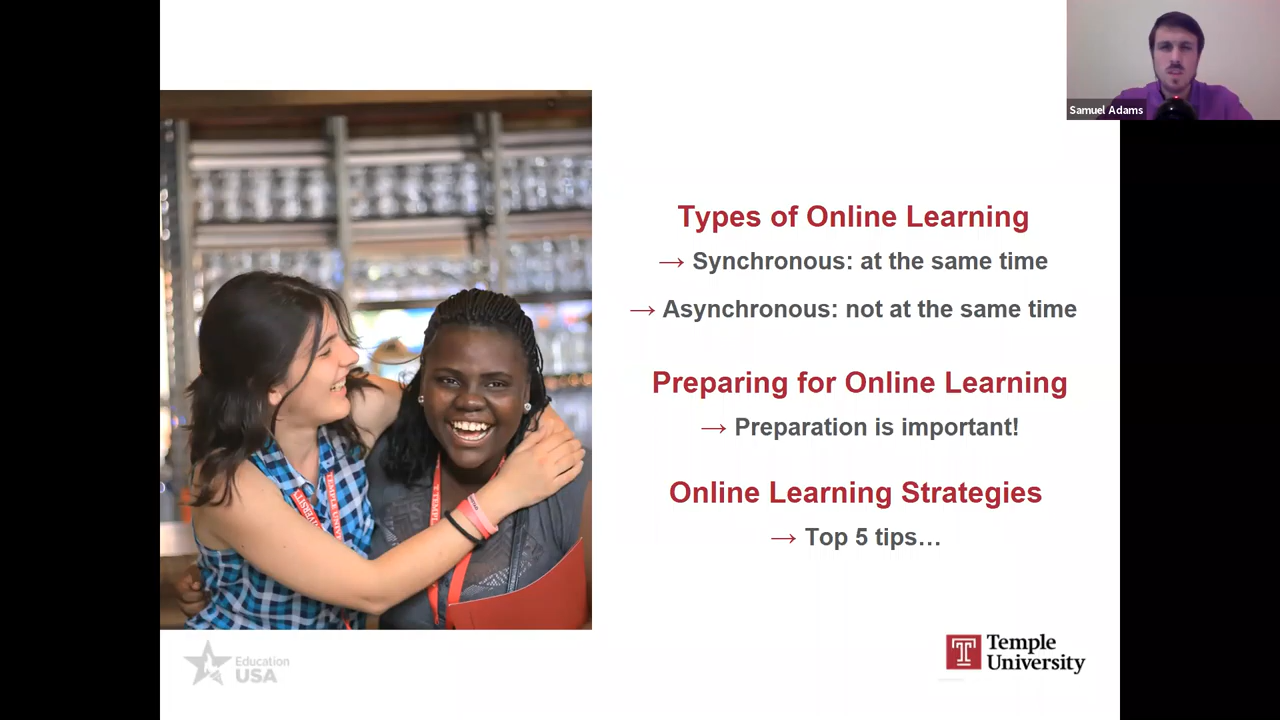 Samuel Adams
Types of Online Learning
→ Synchronous: at the same time
→ Asynchronous: not at the same time
Preparing for Online Learning
→ Preparation is important!
Online Learning Strategies
→ Top 5 tips…
Education
USA
Temple
University